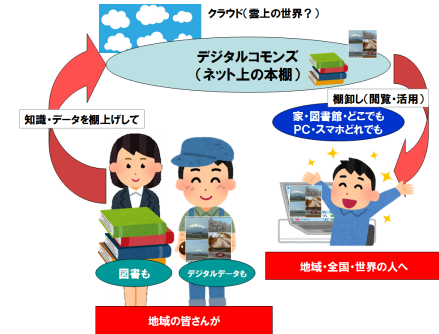 クラウド（雲上の世界？）
デジタルコモンズ
（ネット上の本棚）
知識・データを棚上げして
棚卸し（閲覧・活用）
家・図書館・どこでも
PC・スマホどれでも
図書も
デジタルデータも
地域・全国・世界の人へ
地域の皆さんが